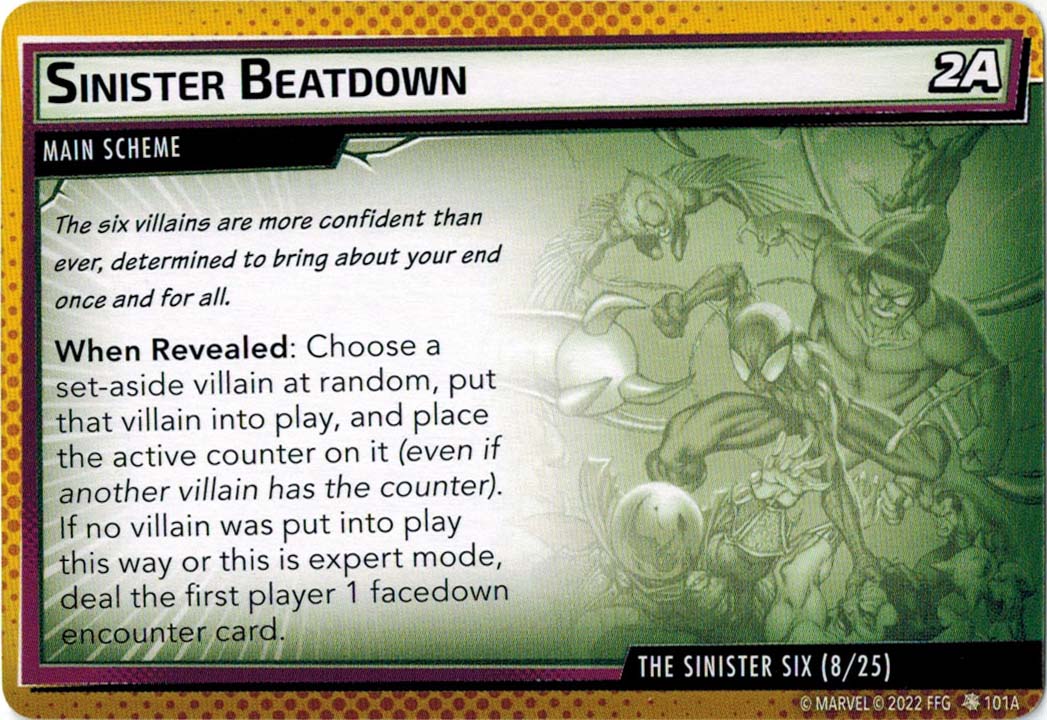 SINISTER BEATDOWN
2A
MAIN SCHEME
The six villains are more confident than
ever, determined to bring about your end
once and for all.
When Revealed: Choose a
set-aside villain at random, put
that villain into play, and place
the active counter on it (even if
another villain has the counter).
If no villain was put into play
this way or this is expert mode,
deal the first player 1 facedown
encounter card.
THE SINISTER SIX (8/25)
© MARVEL © 2022 FFG 101A